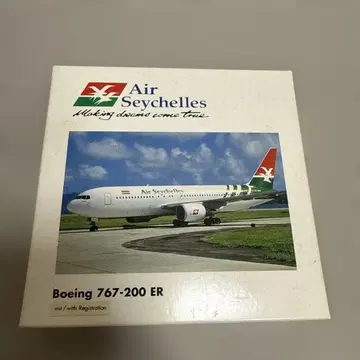 Air
Seychelles
Making dreams come true
Air Seychelles
Boeing 767-200 ER
mit / with Registration